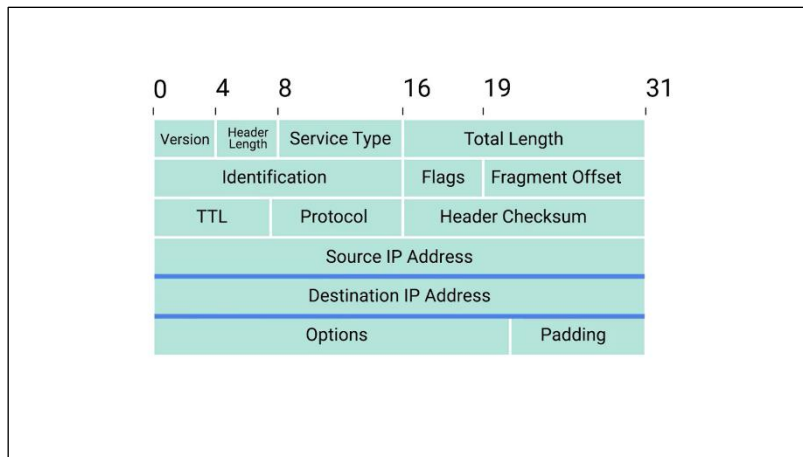 0 4 8 16 19 31
Version Header Length Service Type Total Length
Identification Flags Fragment Offset
TTL Protocol Header Checksum
Source IP Address
Destination IP Address
Options Padding